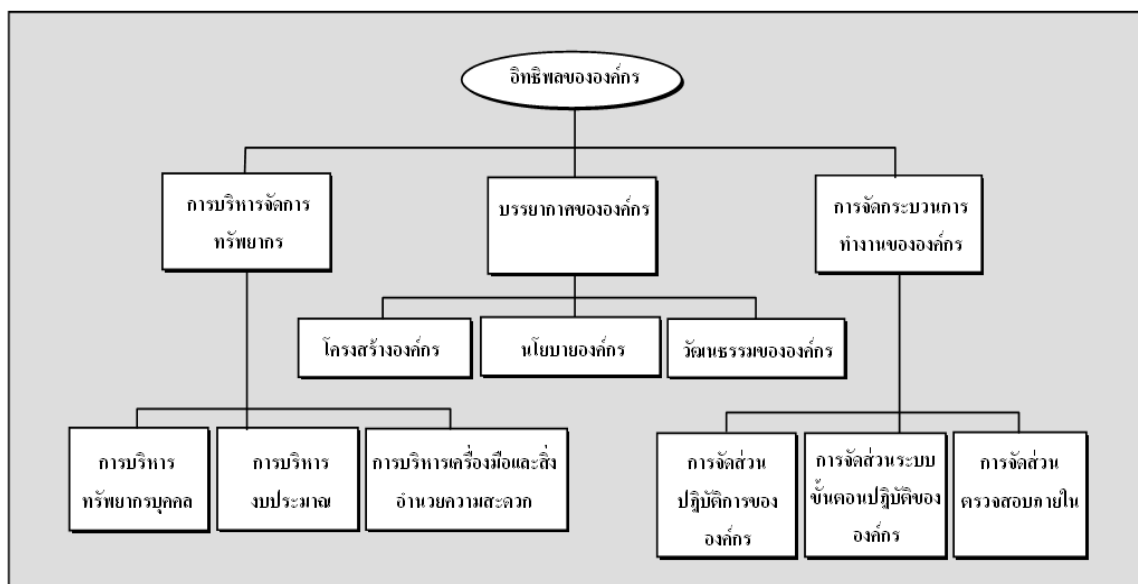 อิทธิพลขององค์กร
การบริหารจัดการ
ทรัพยากร
บรรยากาศขององค์กร
การจัดกระบวนการ
ทำงานขององค์กร
โครงสร้างองค์กร
นโยบายองค์กร
วัฒนธรรมขององค์กร
การบริหาร
ทรัพยากรบุคคล
การบริหาร
งบประมาณ
การบริหารเครื่องมือและสิ่ง
อำนวยความสะดวก
การจัดส่วน
ปฏิบัติการของ
องค์กร
การจัดส่วนระบบ
ขั้นตอนปฏิบัติของ
องค์กร
การจัดส่วน
ตรวจสอบภายใน